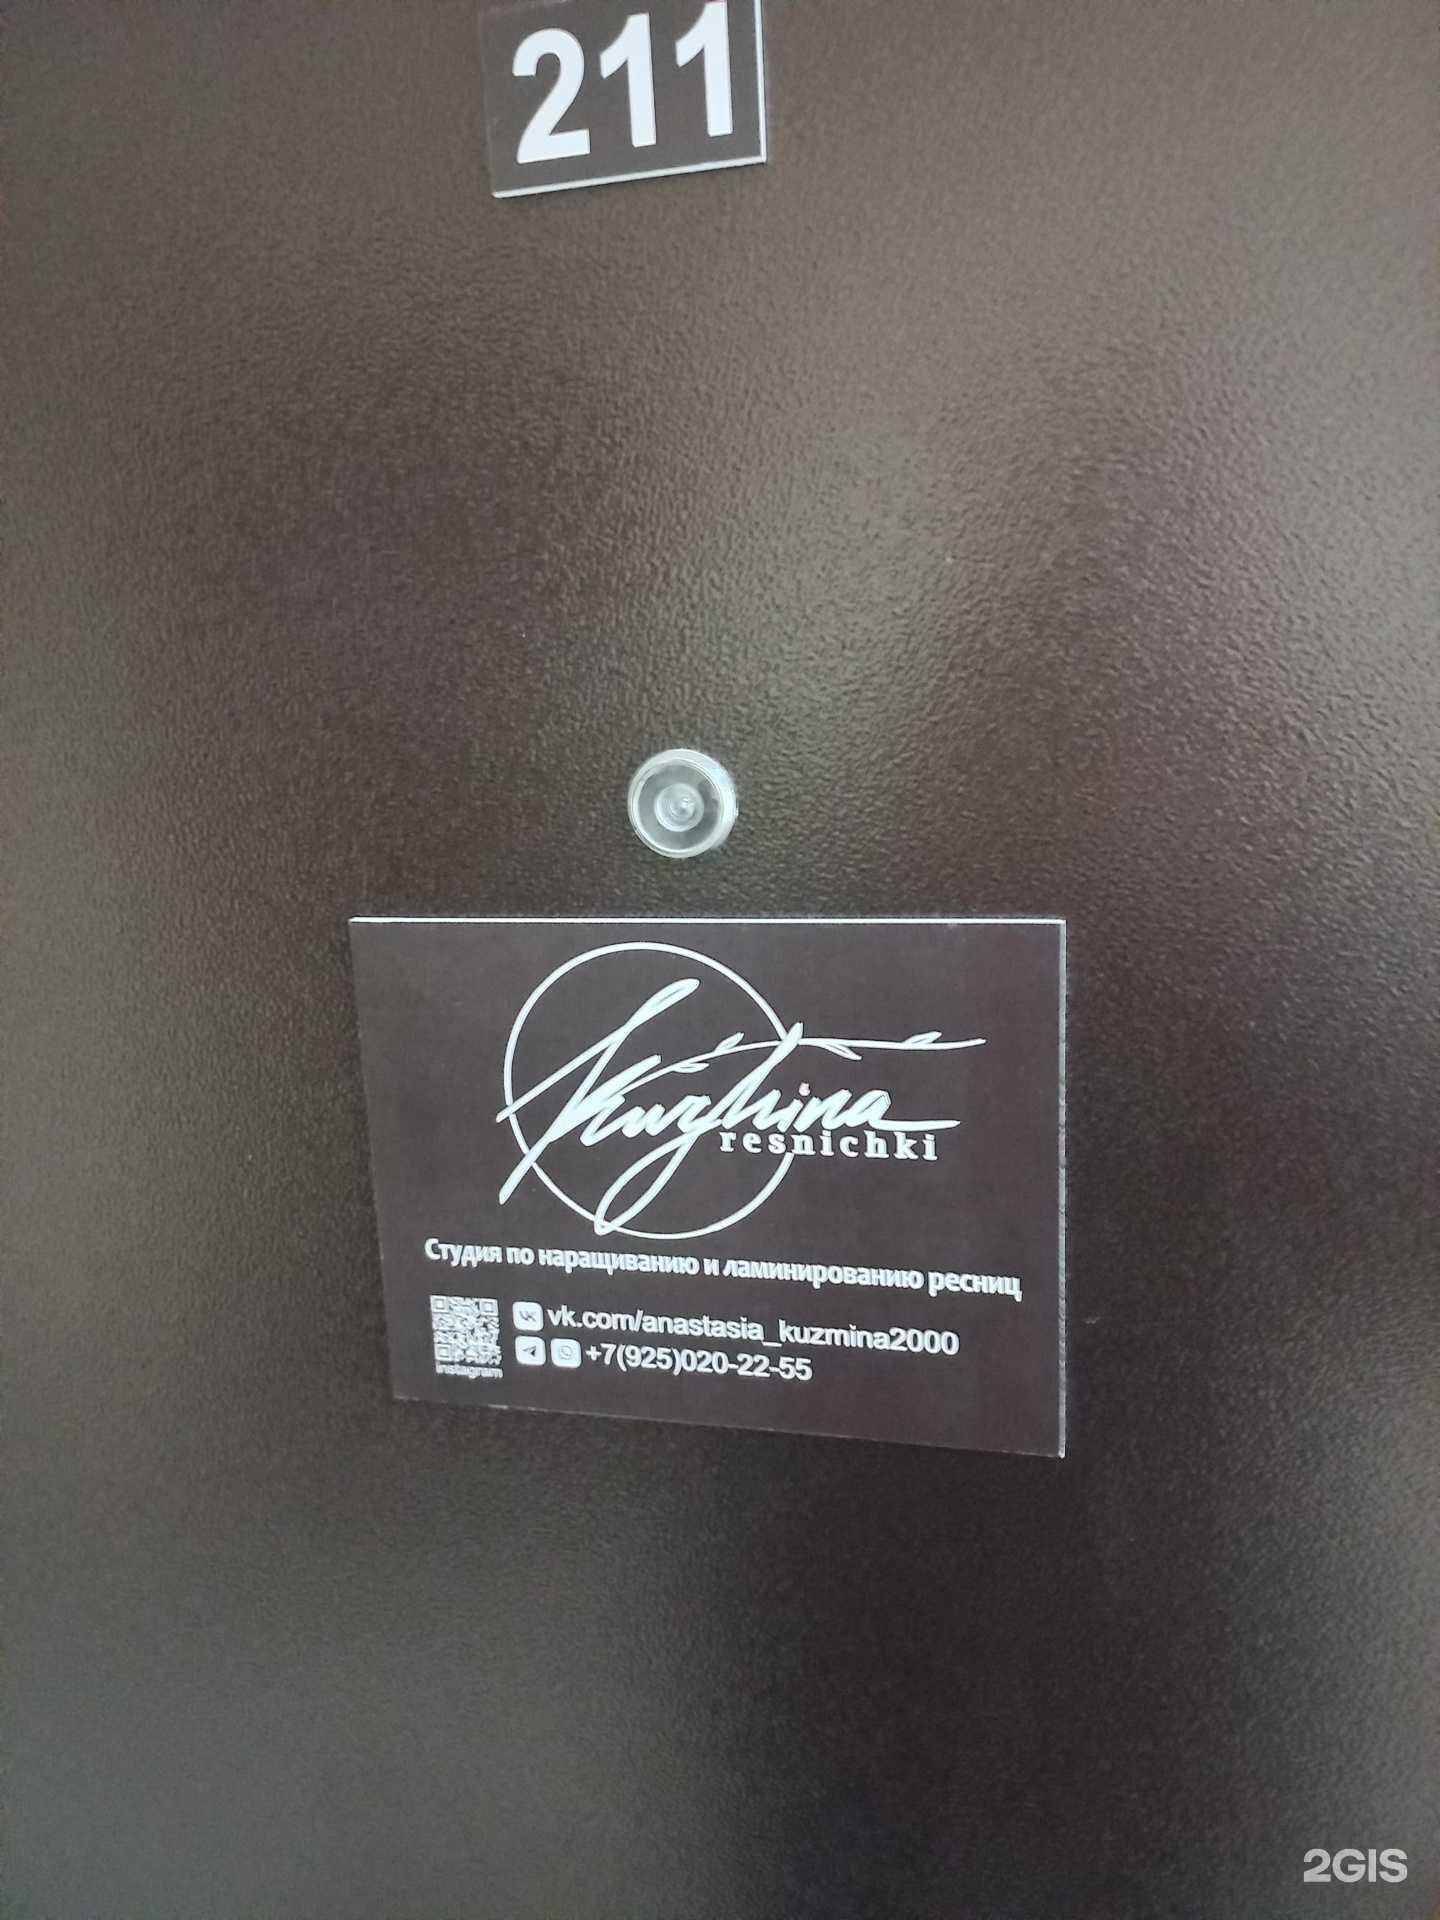 211
Kuzmina
resnichki
Студия по наращиванию и ламинированию ресниц
vk.com/anastasia_kuzmina2000
+7(925)020-22-55
instagram
2GIS